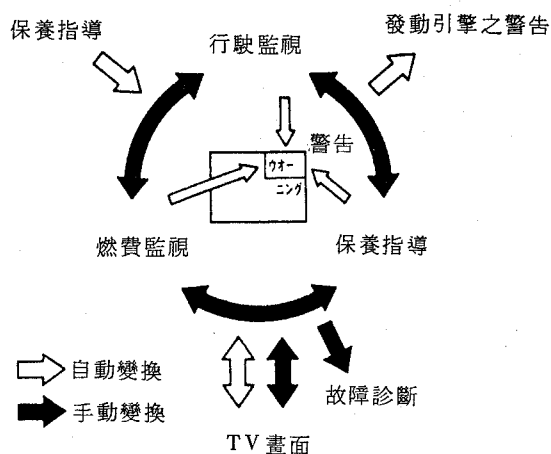 保養指導
行駛監視
發動引擎之警告
警告
ウオー
ニング
燃費監視
保養指導
自動變換
手動變換
故障診斷
TV畫面